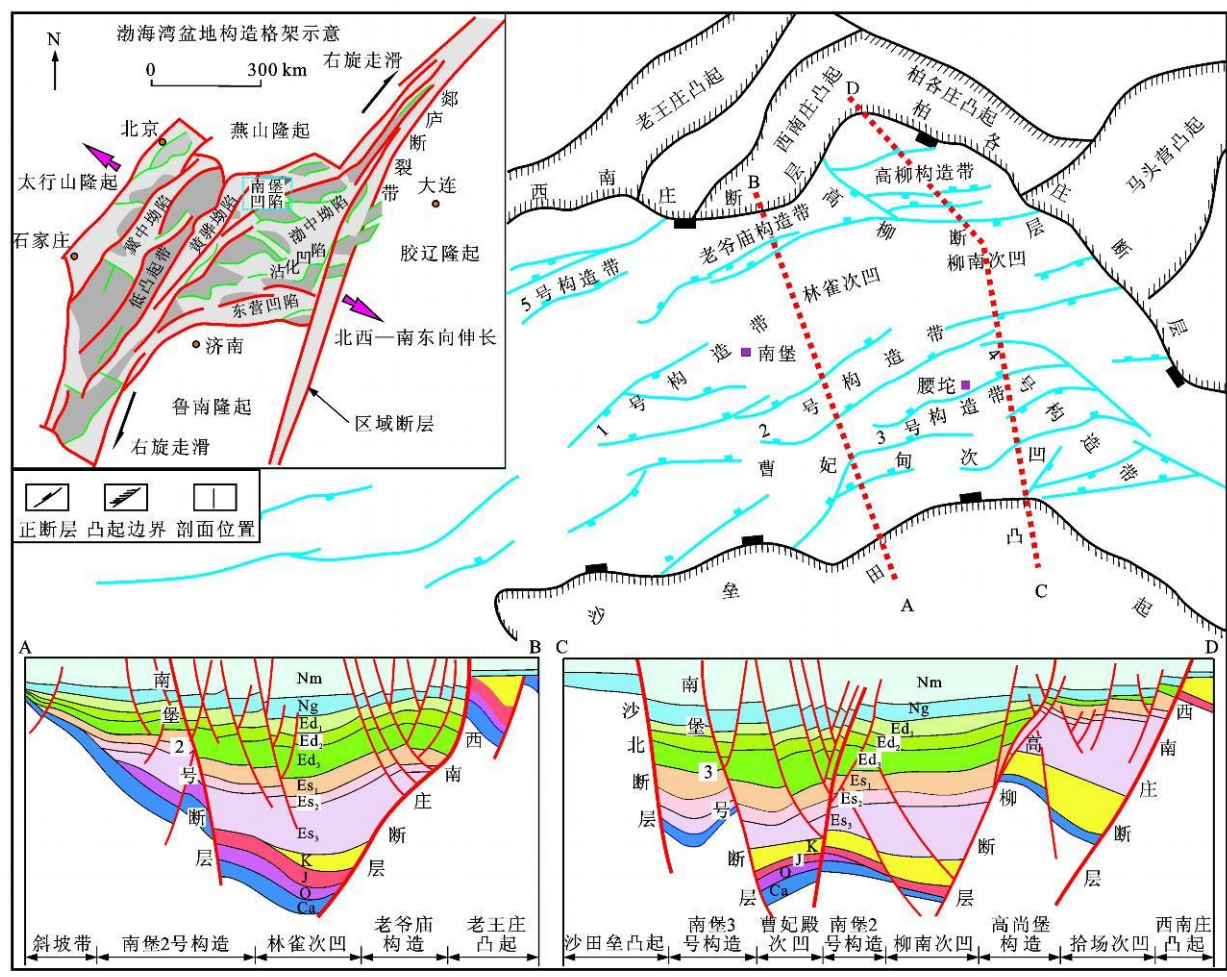 渤海湾盆地构造格架示意
N
0 300 km
右旋走滑
北京
燕山隆起
郯庐断裂带
太行山隆起
南堡
凹陷
大连
石家庄
冀中坳陷
黄骅坳陷
渤中坳陷
沾化凹陷
胶辽隆起
低凸起带
东营凹陷
济南
北西—南东向伸长
鲁南隆起
右旋走滑
区域断层
正断层 凸起边界 剖面位置
老王庄凸起
西南庄凸起
柏各庄凸起
马头营凸起
西南庄断层
柏各庄断层
D
B
高柳构造带
高柳断层
老爷庙构造带
5号构造带
林雀次凹
柳南次凹
南堡
1号构造带
2号构造带
腰坨
3号构造带
4号构造带
曹妃甸次凹
沙垒田凸起
A
C
A B
南堡2号断层
西南庄断层
Nm
Ng
Ed₁
Ed₂
Ed₃
Es₁
Es₂
Es₃
K
J
O
Ca
斜坡带 南堡2号构造 林雀次凹 老爷庙构造 老王庄凸起
C D
沙北断层
南堡3号断层
高柳断层
西南庄断层
Nm
Ng
Ed₁
Ed₂
Ed₃
Es₁
Es₂
Es₃
K
J
O
Ca
沙田垒凸起 南堡3号构造 曹妃殿次凹 南堡2号构造 柳南次凹 高尚堡构造 拾场次凹 西南庄凸起